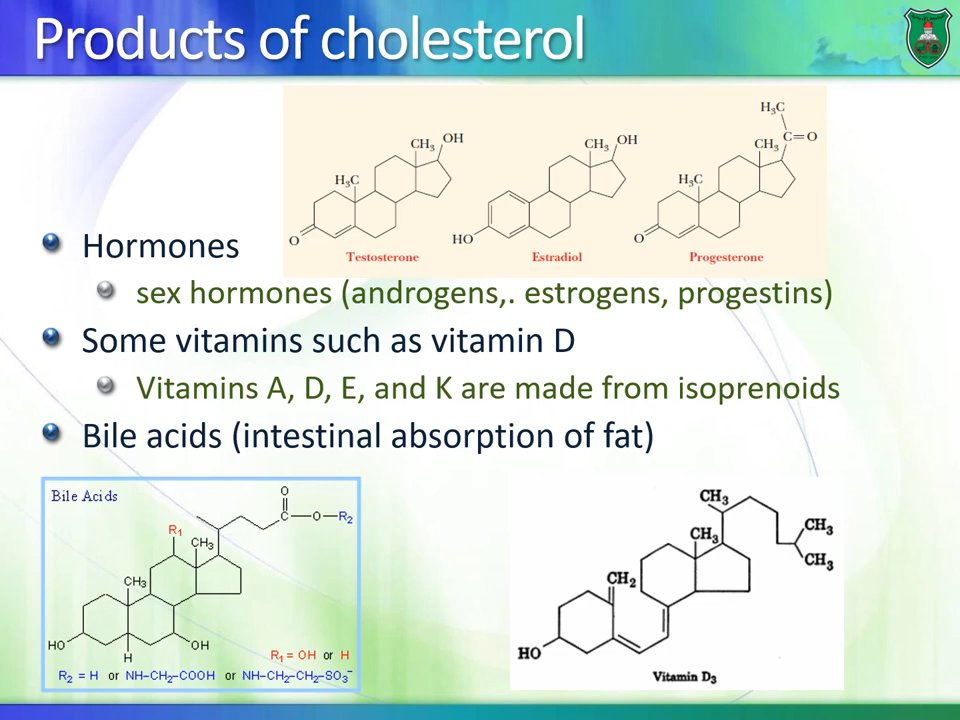 Products of cholesterol
H₃C
C=O
CH₃ OH
CH₃ OH
CH₃
H₃C
H₃C
O
HO
O
Testosterone Estradiol Progesterone
Hormones
sex hormones (androgens,. estrogens, progestins)
Some vitamins such as vitamin D
Vitamins A, D, E, and K are made from isoprenoids
Bile acids (intestinal absorption of fat)
Bile Acids
O
C—O—R₂
R₁
CH₃
CH₃
HO
OH
H
R₁ = OH or H
R₂ = H or NH–CH₂–COOH or NH–CH₂–CH₂–SO₃⁻
CH₃
CH₃
CH₃
CH₃
CH₂
HO
Vitamin D₃